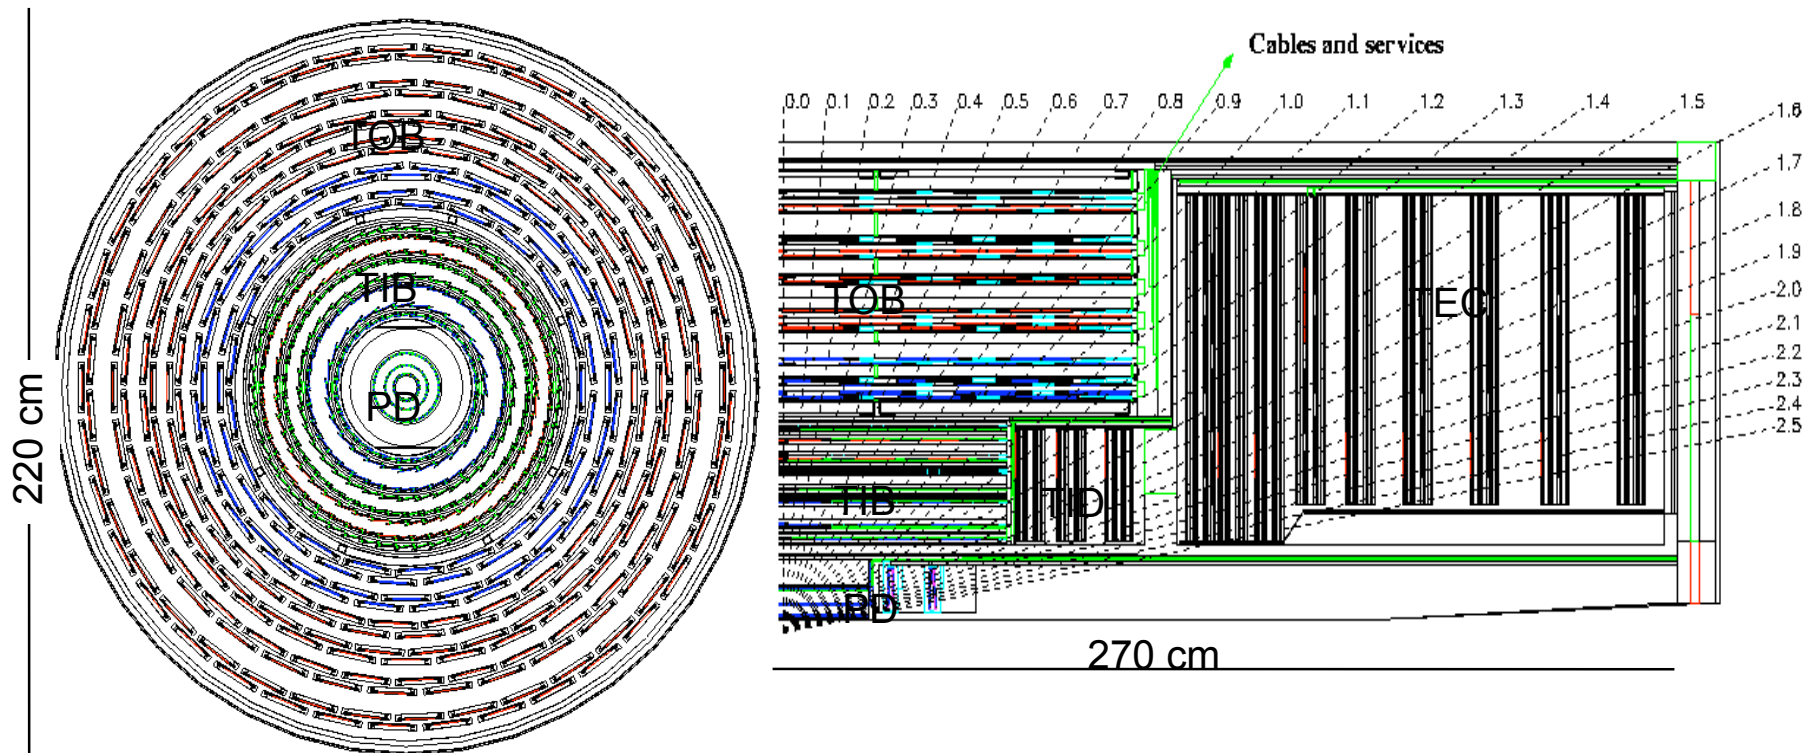 220 cm
TOB
TIB
PD
Cables and services
0.0 0.1 0.2 0.3 0.4 0.5 0.6 0.7 0.8 0.9 1.0 1.1 1.2 1.3 1.4 1.5
1.6
1.7
1.8
1.9
2.0
2.1
2.2
2.3
2.4
2.5
TOB
TEC
TIB
TID
PD
270 cm